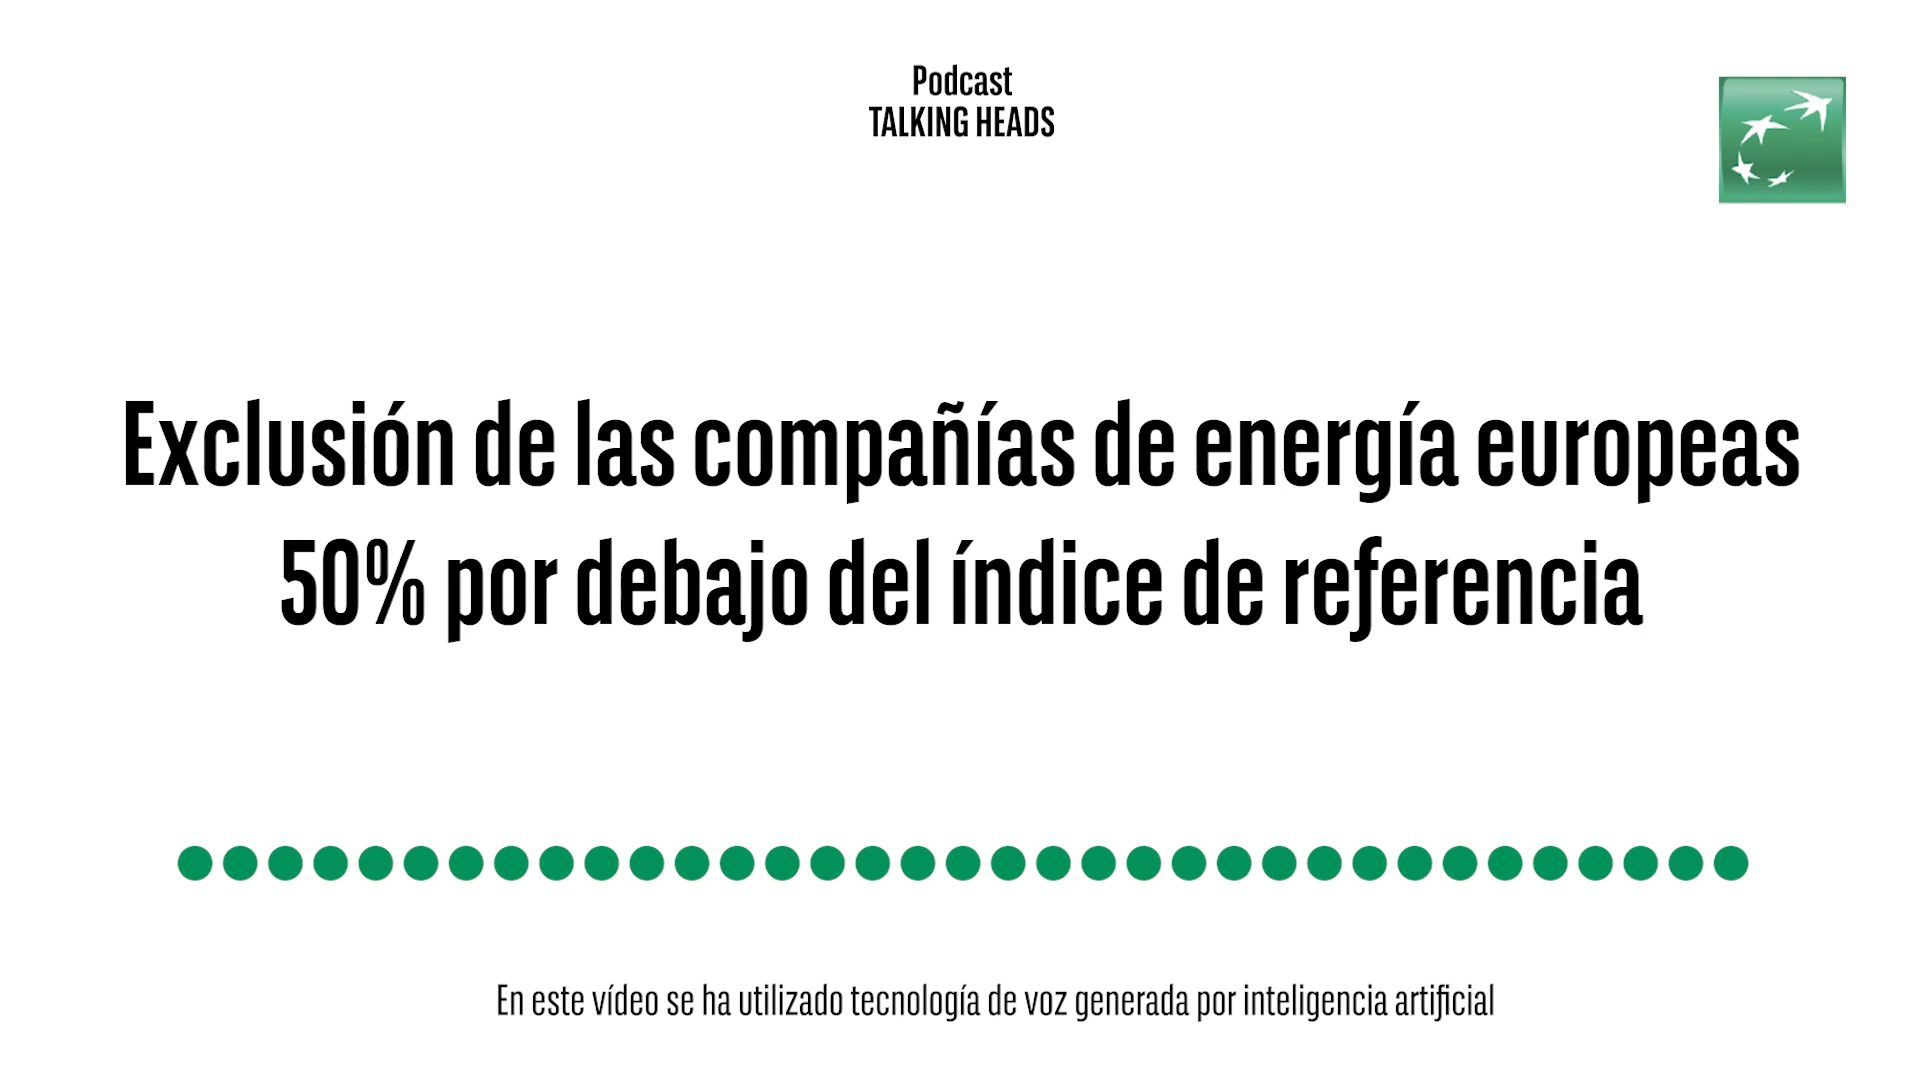 Podcast
TALKING HEADS
Exclusión de las compañías de energía europeas
50% por debajo del índice de referencia
En este vídeo se ha utilizado tecnología de voz generada por inteligencia artificial